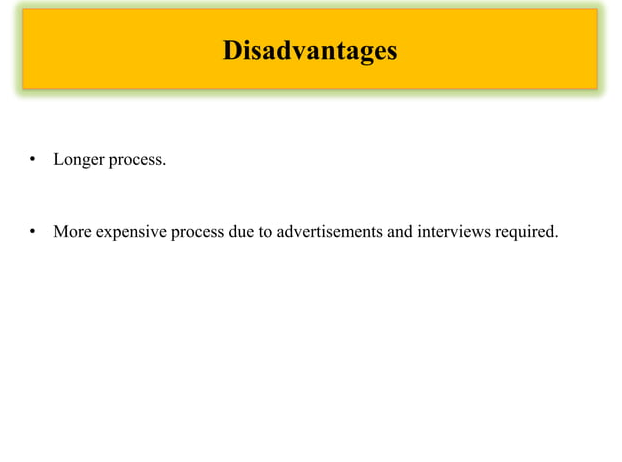 Disadvantages
• Longer process.
• More expensive process due to advertisements and interviews required.